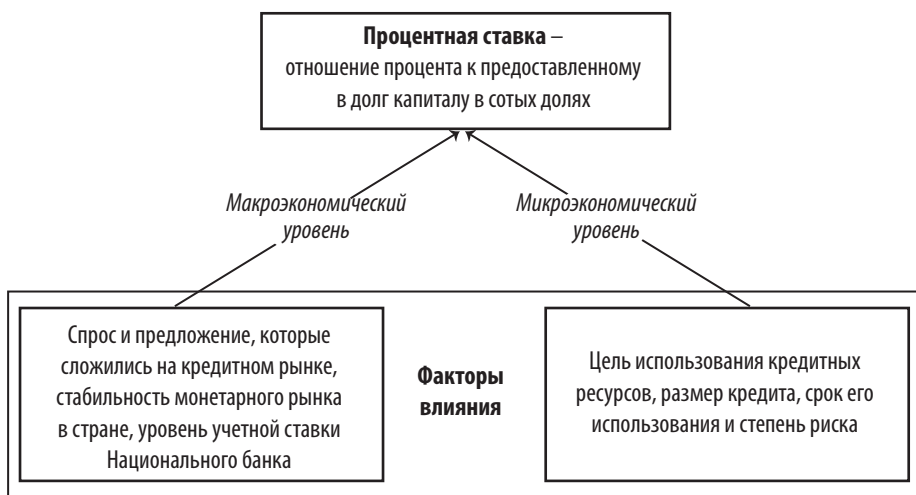 Процентная ставка –
отношение процента к предоставленному
в долг капиталу в сотых долях
Макроэкономический
уровень
Микроэкономический
уровень
Спрос и предложение, которые
сложились на кредитном рынке,
стабильность монетарного рынка
в стране, уровень учетной ставки
Национального банка
Факторы
влияния
Цель использования кредитных
ресурсов, размер кредита, срок его
использования и степень риска